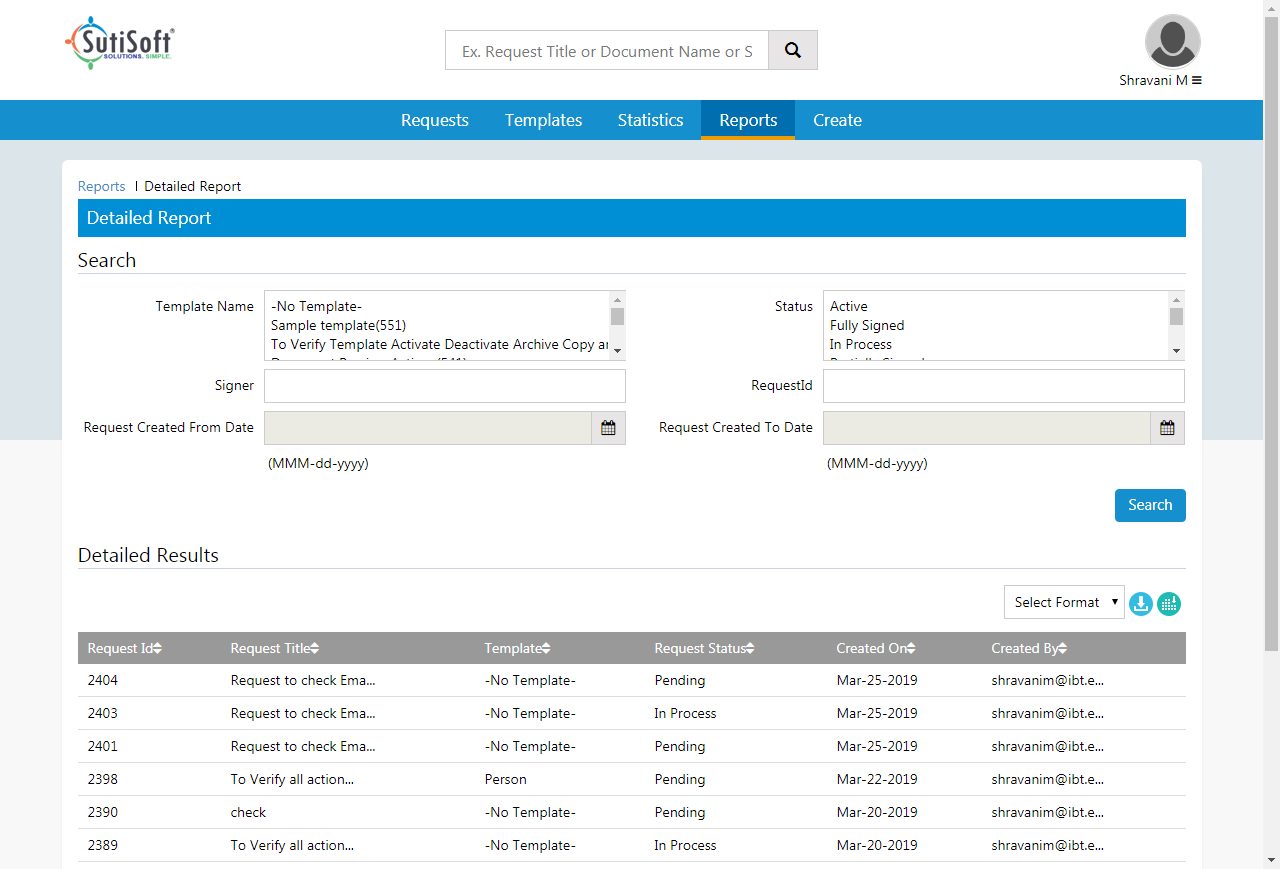 SutiSoft®
SOLUTIONS. SIMPLE.
Ex. Request Title or Document Name or S
Shravani M
Requests Templates Statistics Reports Create
Reports | Detailed Report
Detailed Report
Search
Template Name
-No Template-
Sample template(551)
To Verify Template Activate Deactivate Archive Copy ar
Status
Active
Fully Signed
In Process
Signer
RequestId
Request Created From Date
Request Created To Date
(MMM-dd-yyyy)
(MMM-dd-yyyy)
Search
Detailed Results
Select Format
Request Id Request Title Template Request Status Created On Created By
2404 Request to check Ema... -No Template- Pending Mar-25-2019 shravanim@ibt.e...
2403 Request to check Ema... -No Template- In Process Mar-25-2019 shravanim@ibt.e...
2401 Request to check Ema... -No Template- Pending Mar-25-2019 shravanim@ibt.e...
2398 To Verify all action... Person Pending Mar-22-2019 shravanim@ibt.e...
2390 check -No Template- Pending Mar-20-2019 shravanim@ibt.e...
2389 To Verify all action... -No Template- In Process Mar-20-2019 shravanim@ibt.e...